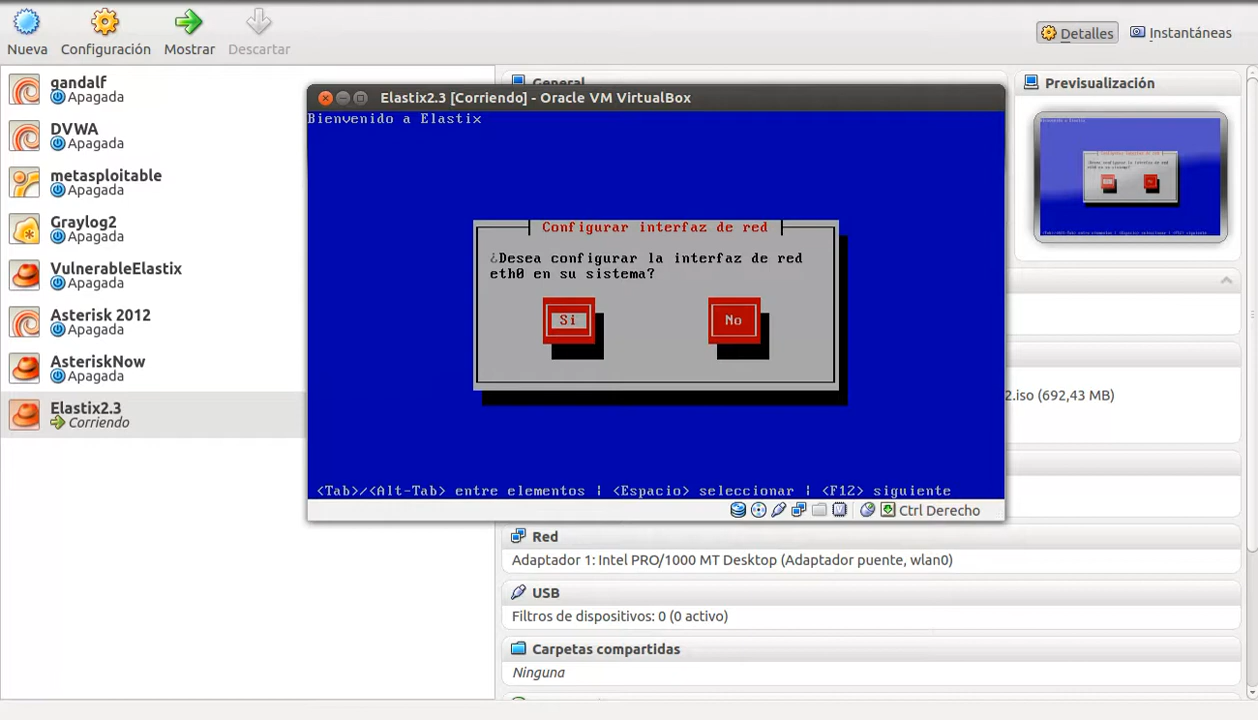 Nueva
Configuración
Mostrar
Descartar
Detalles
Instantáneas
gandalf
Apagada
DVWA
Apagada
metasploitable
Apagada
Graylog2
Apagada
VulnerableElastix
Apagada
Asterisk 2012
Apagada
AsteriskNow
Apagada
Elastix2.3
Corriendo
General
Elastix2.3 [Corriendo] - Oracle VM VirtualBox
Bienvenido a Elastix
Configurar interfaz de red
¿Desea configurar la interfaz de red
eth0 en su sistema?
Si
No
<Tab>/<Alt-Tab> entre elementos | <Espacio> seleccionar | <F12> siguiente
Ctrl Derecho
Previsualización
2.iso (692,43 MB)
Red
Adaptador 1: Intel PRO/1000 MT Desktop (Adaptador puente, wlan0)
USB
Filtros de dispositivos: 0 (0 activo)
Carpetas compartidas
Ninguna